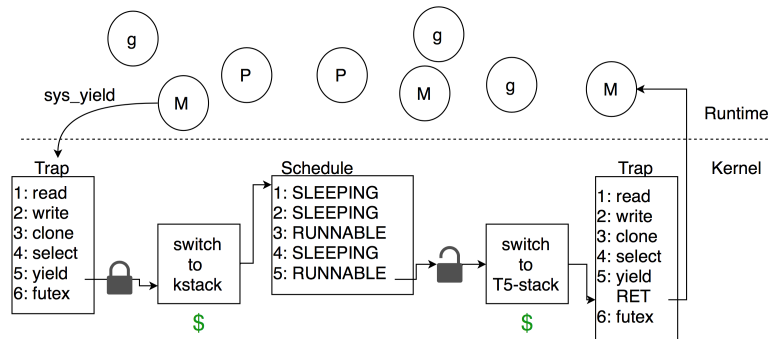 g
g
P
P
M
M
g
M
sys_yield
Runtime
Kernel
Trap
1: read
2: write
3: clone
4: select
5: yield
6: futex
switch
to
kstack
$
Schedule
1: SLEEPING
2: SLEEPING
3: RUNNABLE
4: SLEEPING
5: RUNNABLE
switch
to
T5-stack
$
Trap
1: read
2: write
3: clone
4: select
5: yield
RET
6: futex